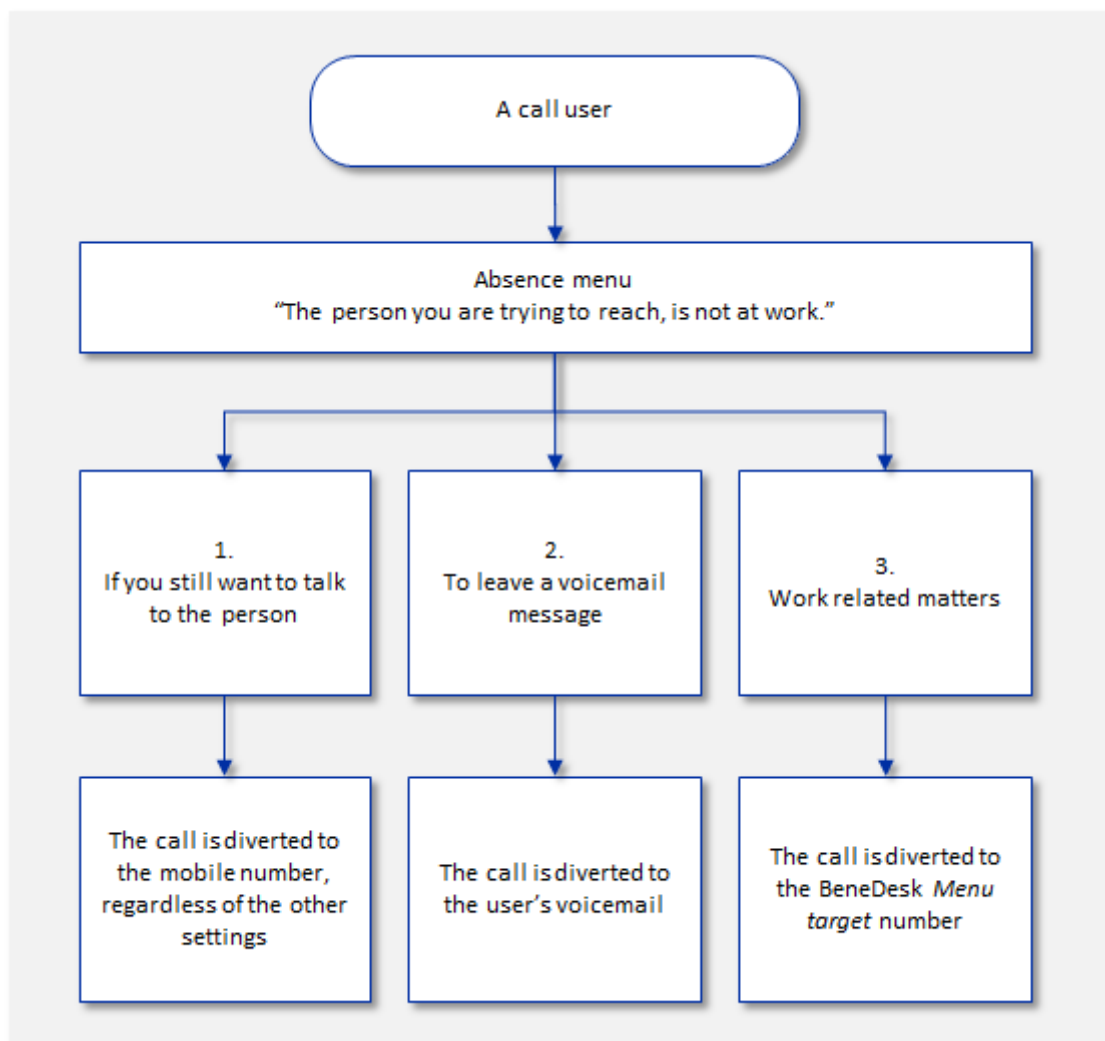 A call user
Absence menu
“The person you are trying to reach, is not at work.”
1.
If you still want to talk
to the person
2.
To leave a voicemail
message
3.
Work related matters
The call is diverted to
the mobile number,
regardless of the other
settings
The call is diverted to
the user’s voicemail
The call is diverted to
the BeneDesk Menu
target number